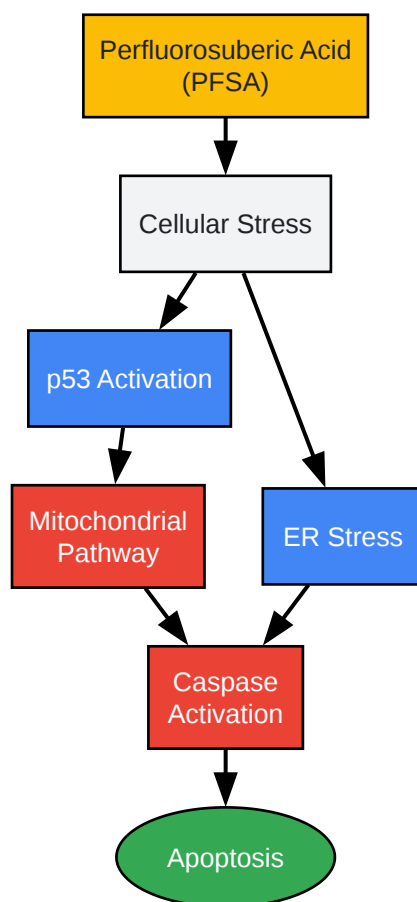 Perfluorosuberic Acid
(PFSA)
Cellular Stress
p53 Activation
Mitochondrial
Pathway
ER Stress
Caspase
Activation
Apoptosis